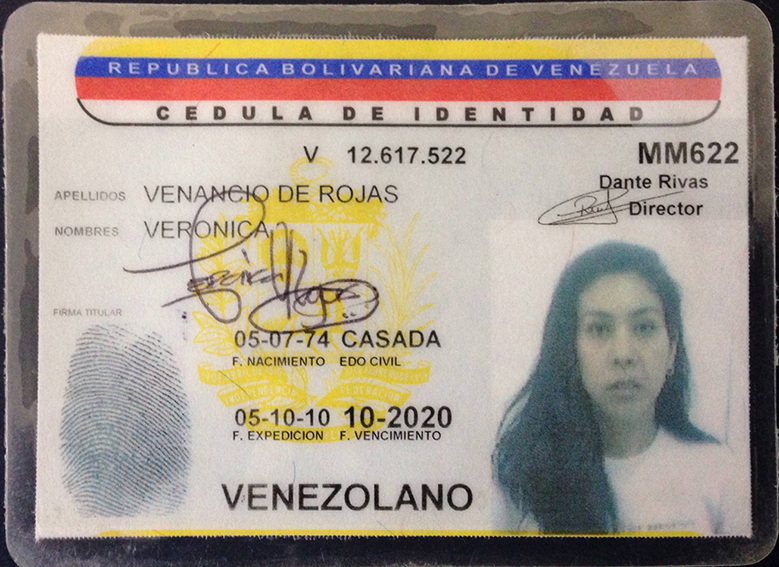 REPUBLICA BOLIVARIANA DE VENEZUELA
CEDULA DE IDENTIDAD
V 12.617.522
MM622
Dante Rivas
Director
APELLIDOS VENANCIO DE ROJAS
NOMBRES VERONICA
FIRMA TITULAR
05-07-74 CASADA
F. NACIMIENTO EDO CIVIL
05-10-10 10-2020
F. EXPEDICION F. VENCIMIENTO
VENEZOLANO